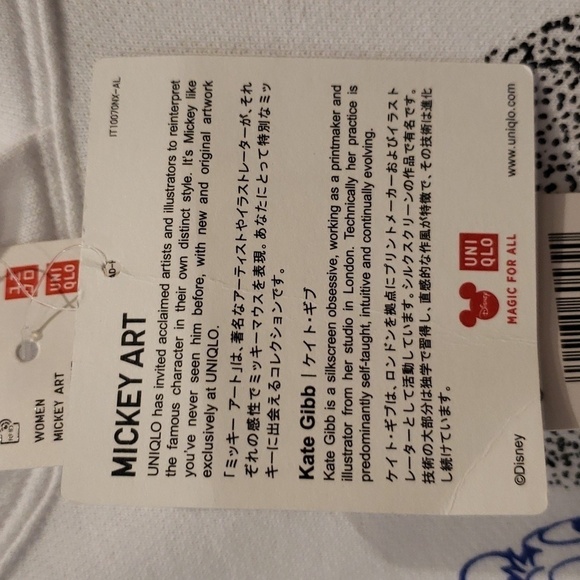 IT10070NX-AL
MICKEY ART
UNIQLO has invited acclaimed artists and illustrators to reinterpret
the famous character in their own distinct style. It's Mickey like
you've never seen him before, with new and original artwork
exclusively at UNIQLO.
「ミッキー アート」は、著名なアーティストやイラストレーターが、それ
ぞれの感性でミッキーマウスを表現。あなたにとって特別なミッ
キーに出会えるコレクションです。
Kate Gibb | ケイト・ギブ
Kate Gibb is a silkscreen obsessive, working as a printmaker and
illustrator from her studio in London. Technically her practice is
predominantly self-taught, intuitive and continually evolving.
ケイト・ギブは、ロンドンを拠点にプリントメーカーおよびイラスト
レーターとして活動しています。シルクスクリーンの作品で有名です。
技術の大部分は独学で習得し、直感的な作風が特徴で、その技術は進化
し続けています。
Disney
UNI
QLO
MAGIC FOR ALL
©Disney
www.uniqlo.com
ユニ
クロ
UNI
QLO
WOMEN
MICKEY ART